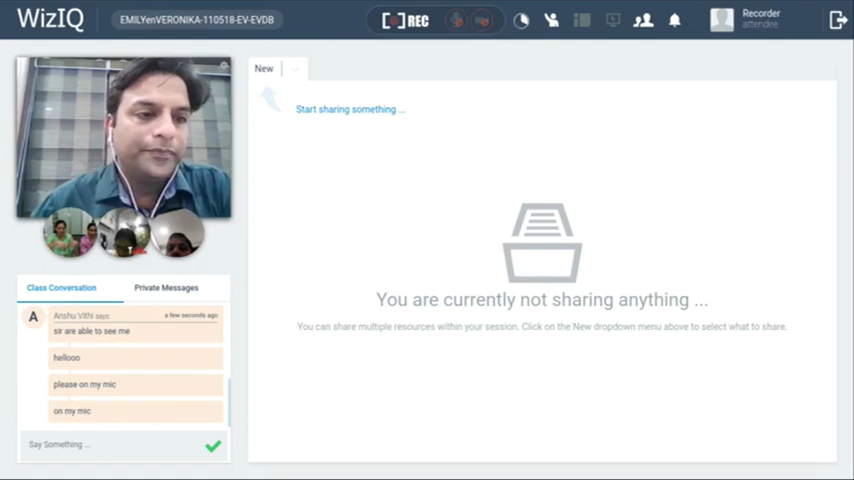 WizIQ
EMILYenVERONIKA-110518-EV-EVDB
[●] REC
Recorder
attendee
New
Start sharing something ...
You are currently not sharing anything ...
You can share multiple resources within your session. Click on the New dropdown menu above to select what to share.
Class Conversation
Private Messages
A
Anshu Vithi says
a few seconds ago
sir are able to see me
hellooo
please on my mic
on my mic
Say Something ...